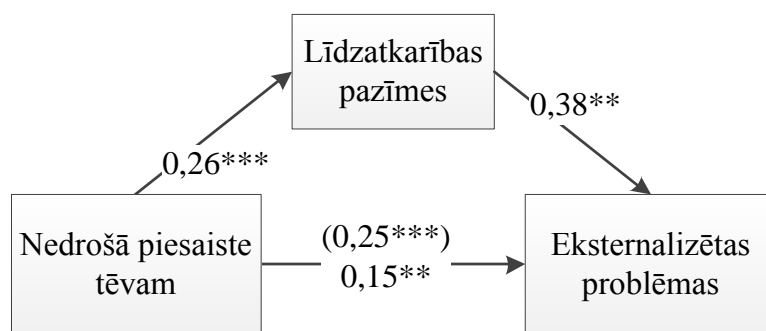 Līdzatkarības
pazīmes
0,38**
0,26***
Nedrošā piesaiste
tēvam
(0,25***)
0,15**
Eksternalizētas
problēmas